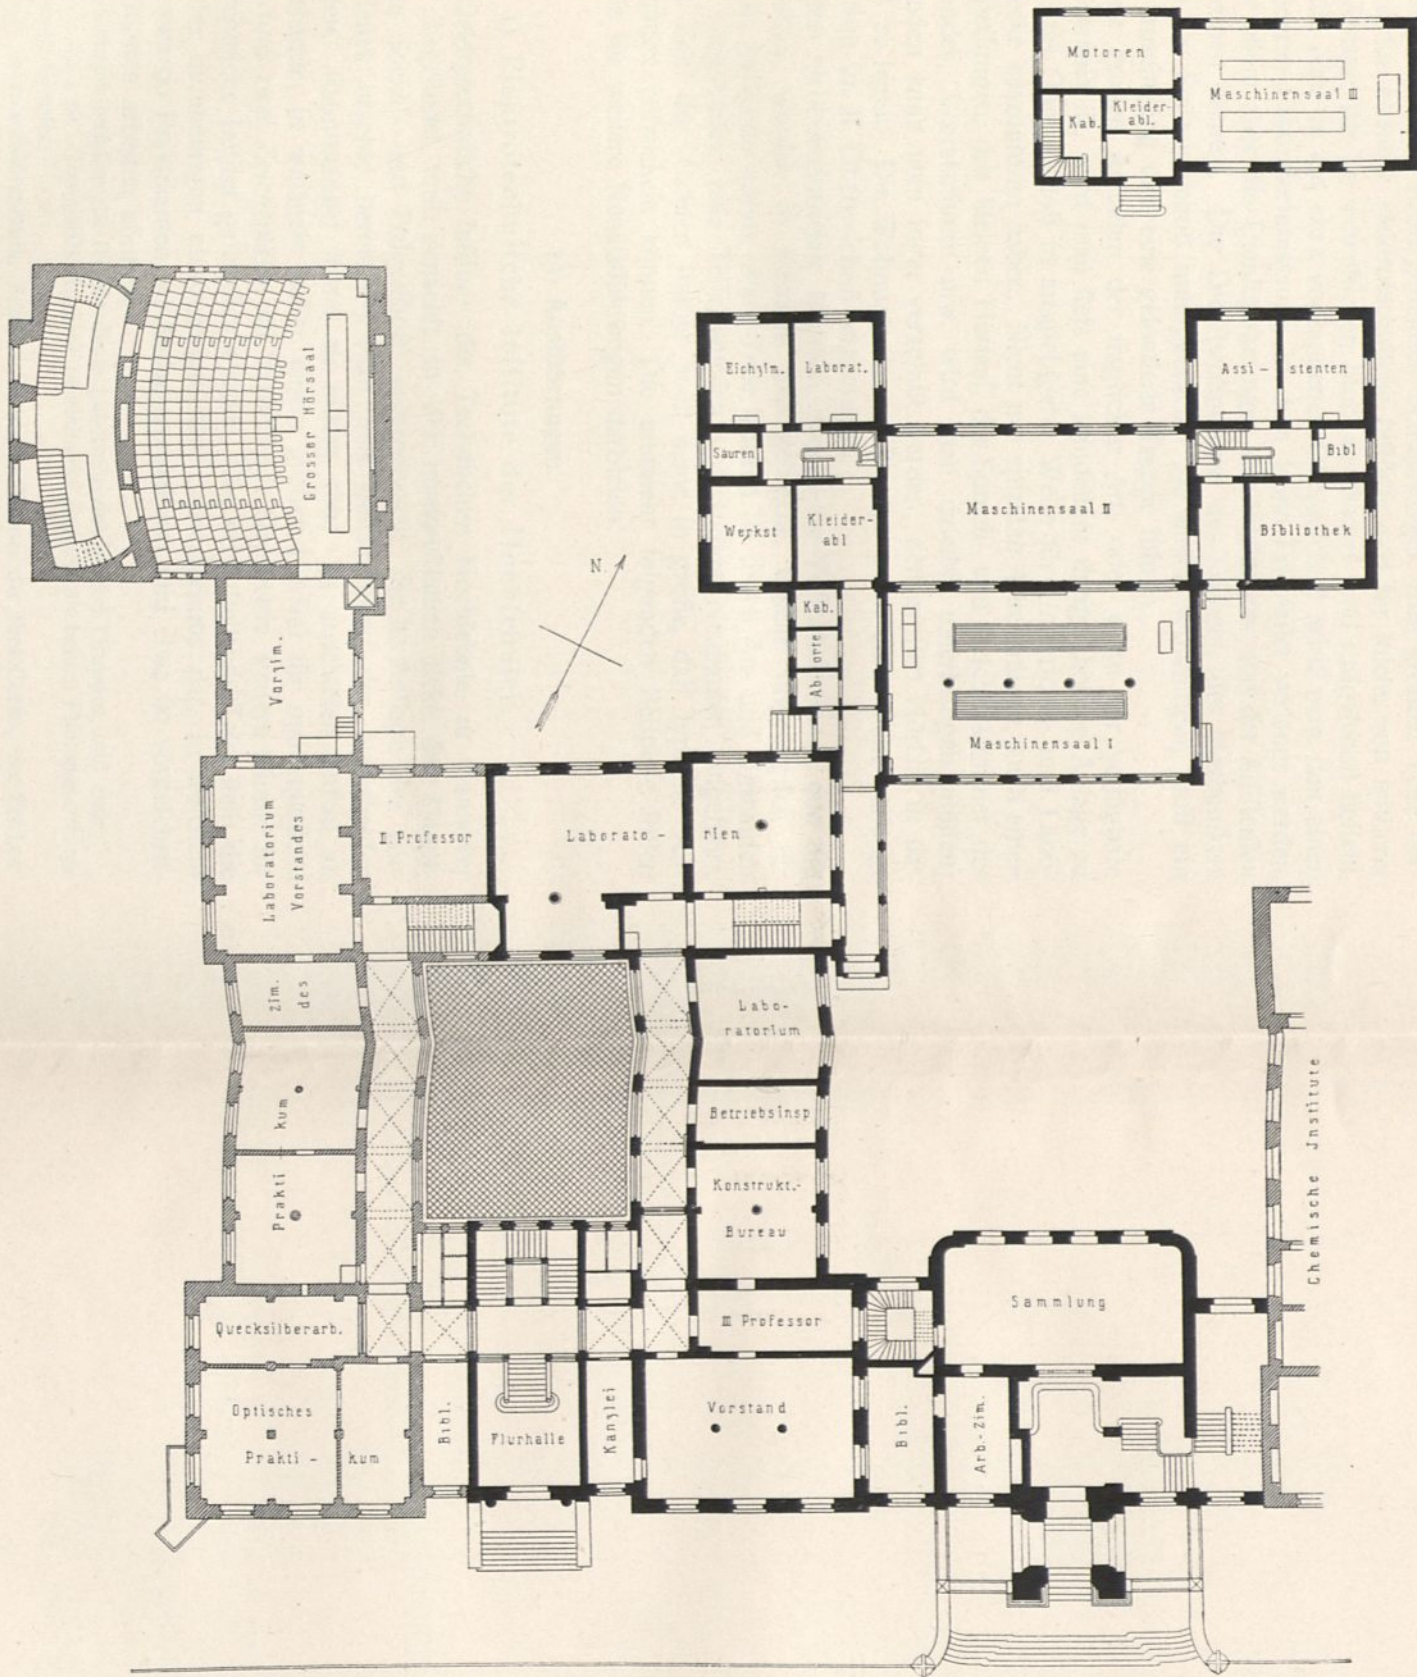 Motoren
Maschinensaal III
Kab.
Kleider-
abl.
Grosser Hörsaal
Eichzim.
Laborat.
Assi -
stenten
Sauren
Bibl
Maschinensaal II
Werkst
Kleider-
abl
Bibliothek
N.
Kab.
Ab-
orte
Vorzim.
Maschinensaal I
Laboratorium
Vorstandes
II. Professor
Laborato -
rien
Zim.
des
Labo-
ratorium
Prakti
kum
Betriebsinsp
Konstrukt.-
Bureau
Chemische Jnstitute
Sammlung
Quecksilberarb.
III Professor
Optisches
Prakti -
kum
Bibl.
Flurhalle
Kanzlei
Vorstand
Bibl.
Arb.- Zim.